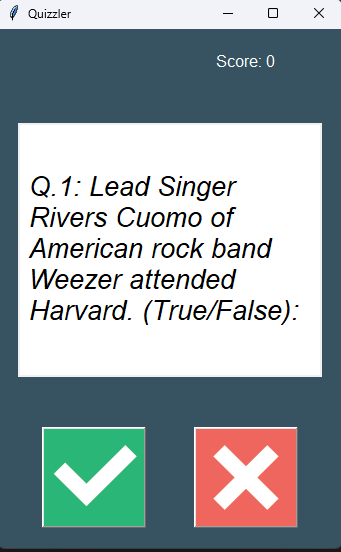 Quizzler
Score: 0
Q.1: Lead Singer
Rivers Cuomo of
American rock band
Weezer attended
Harvard. (True/False):